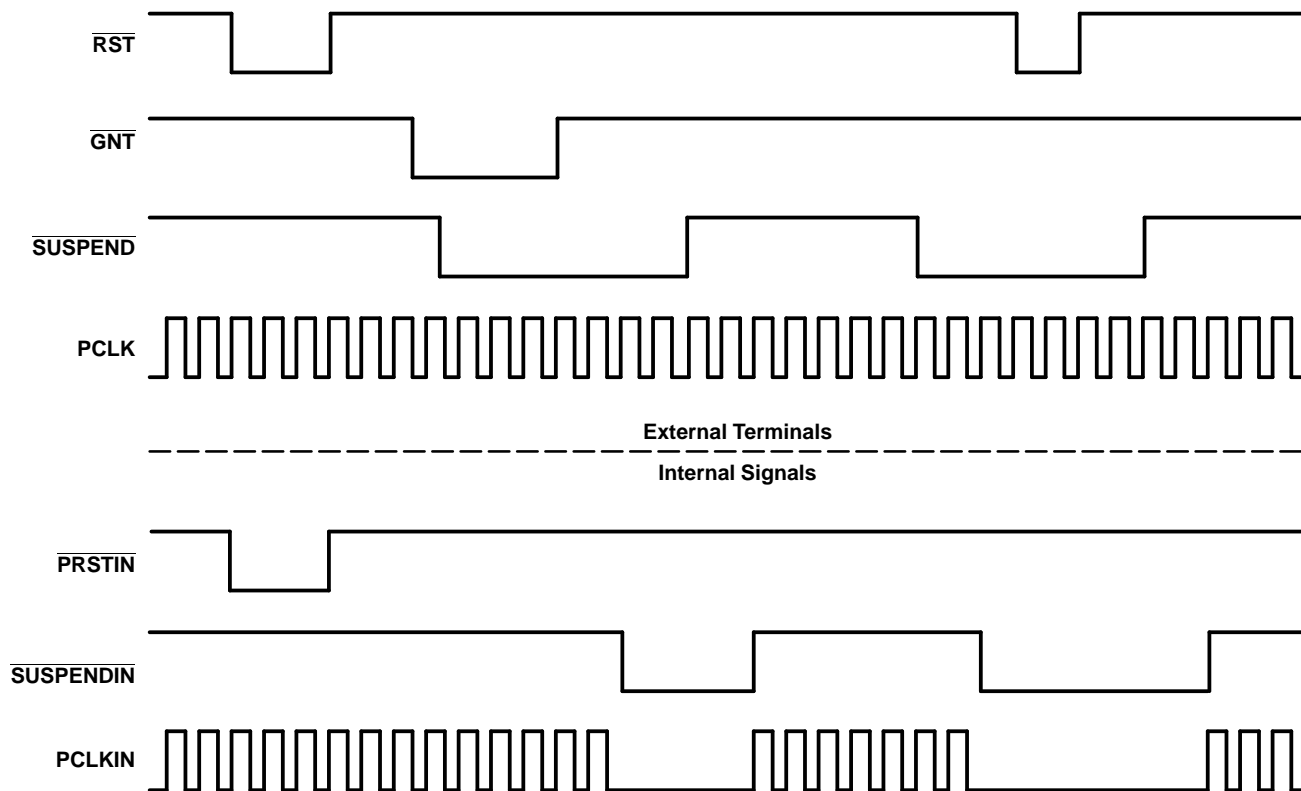 RST
GNT
SUSPEND
PCLK
External Terminals
Internal Signals
PRSTIN
SUSPENDIN
PCLKIN